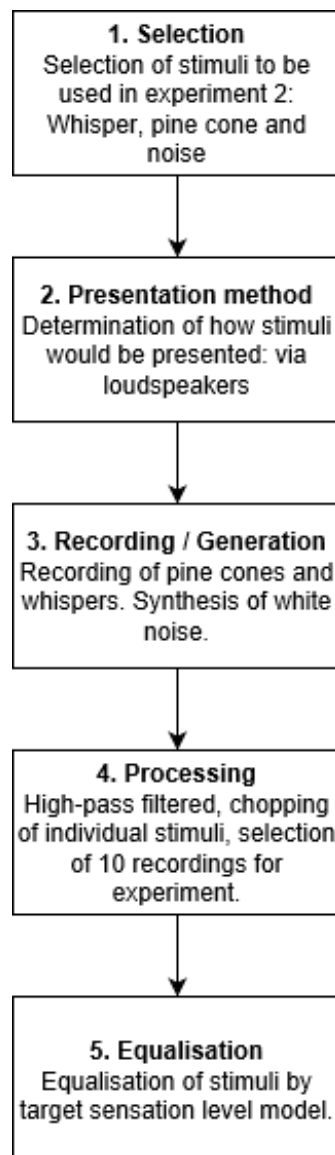 1. Selection
Selection of stimuli to be
used in experiment 2:
Whisper, pine cone and
noise
2. Presentation method
Determination of how stimuli
would be presented: via
loudspeakers
3. Recording / Generation
Recording of pine cones and
whispers. Synthesis of white
noise.
4. Processing
High-pass filtered, chopping
of individual stimuli, selection
of 10 recordings for
experiment.
5. Equalisation
Equalisation of stimuli by
target sensation level model.